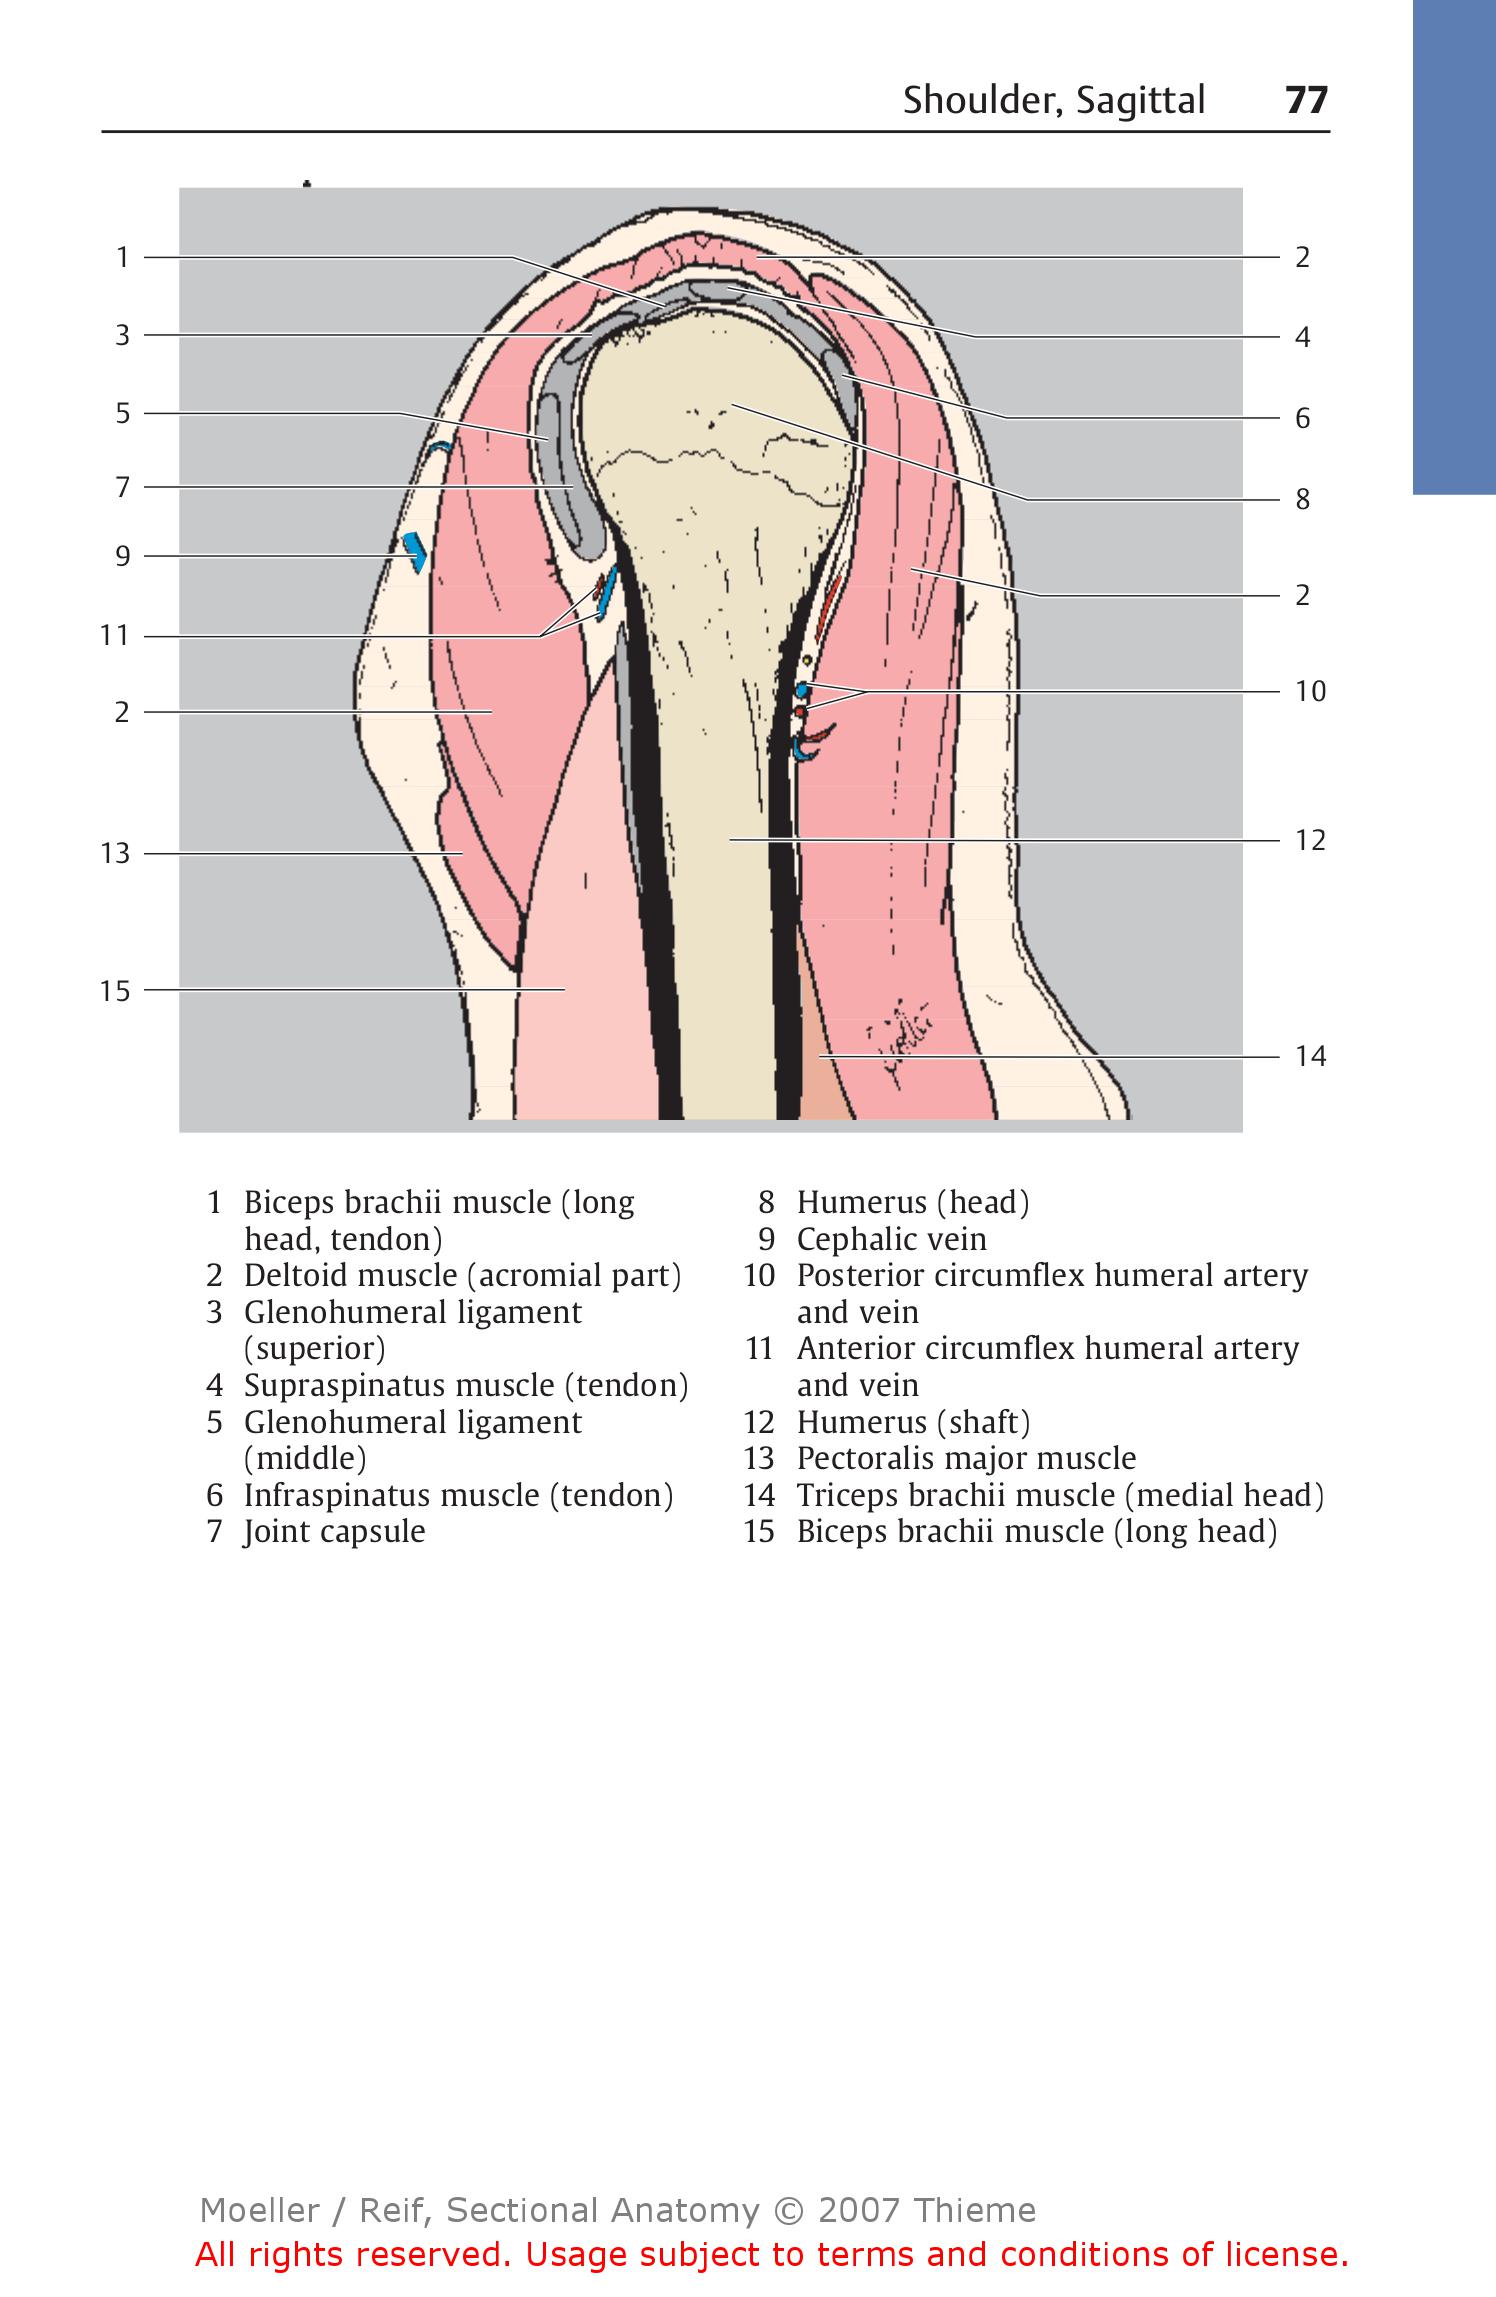 Shoulder, Sagittal 77
1
2
3
4
5
6
7
8
9
2
11
10
2
12
13
15
14
1 Biceps brachii muscle (long
head, tendon)
2 Deltoid muscle (acromial part)
3 Glenohumeral ligament
(superior)
4 Supraspinatus muscle (tendon)
5 Glenohumeral ligament
(middle)
6 Infraspinatus muscle (tendon)
7 Joint capsule
8 Humerus (head)
9 Cephalic vein
10 Posterior circumflex humeral artery
and vein
11 Anterior circumflex humeral artery
and vein
12 Humerus (shaft)
13 Pectoralis major muscle
14 Triceps brachii muscle (medial head)
15 Biceps brachii muscle (long head)
Moeller / Reif, Sectional Anatomy © 2007 Thieme
All rights reserved. Usage subject to terms and conditions of license.